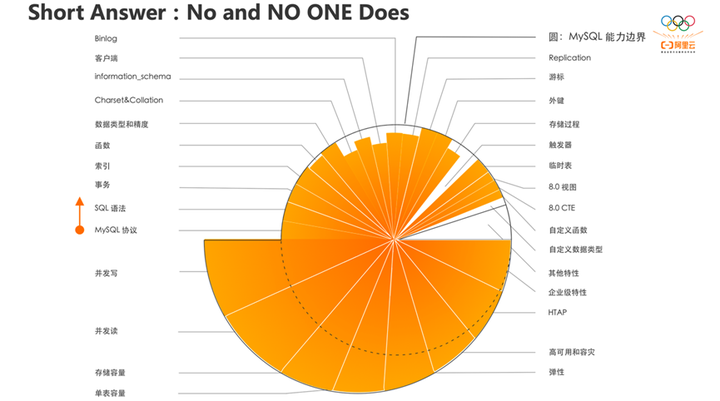 Short Answer : No and NO ONE Does
Binlog
客户端
information_schema
Charset&Collation
数据类型和精度
函数
索引
事务
SQL 语法
MySQL 协议
并发写
并发读
存储容量
单表容量
圆：MySQL 能力边界
阿里云
Replication
游标
外键
存储过程
触发器
临时表
8.0 视图
8.0 CTE
自定义函数
自定义数据类型
其他特性
企业级特性
HTAP
高可用和容灾
弹性